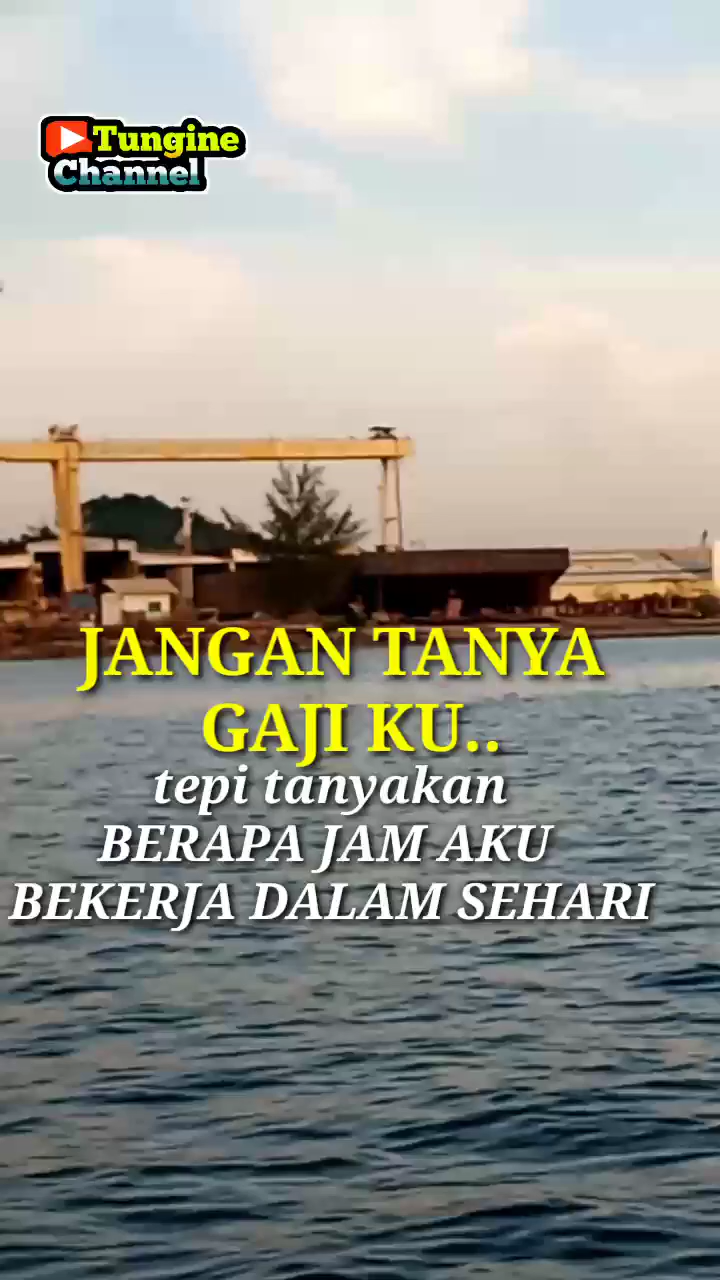 Tungine
Channel
JANGAN TANYA
GAJI KU..
tepi tanyakan
BERAPA JAM AKU
BEKERJA DALAM SEHARI